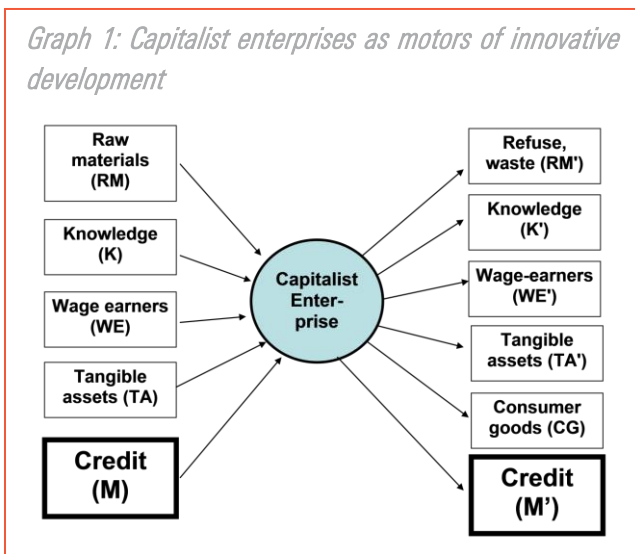 Graph 1: Capitalist enterprises as motors of innovative
development
Raw
materials
(RM)
Knowledge
(K)
Wage earners
(WE)
Tangible
assets (TA)
Credit
(M)
Capitalist
Enter-
prise
Refuse,
waste (RM')
Knowledge
(K')
Wage-earners
(WE')
Tangible
assets (TA')
Consumer
goods (CG)
Credit
(M’)